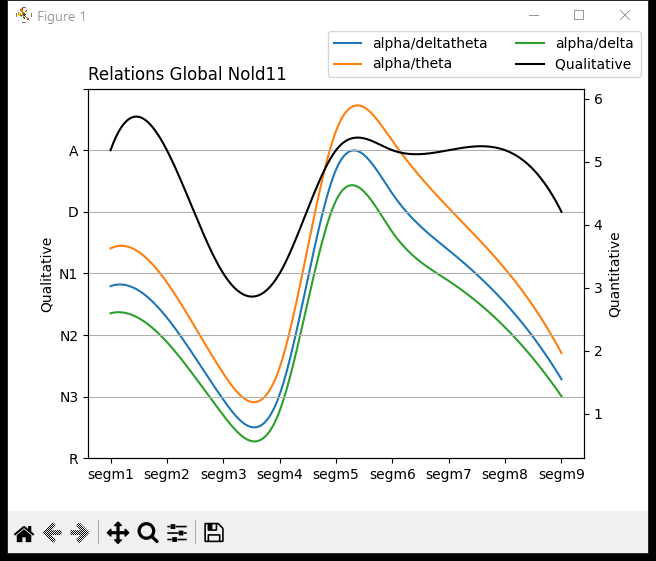 Figure 1
alpha/deltatheta alpha/delta
alpha/theta Qualitative
Relations Global Nold11
A
D
N1
N2
N3
R
Qualitative
6
5
4
3
2
1
Quantitative
segm1 segm2 segm3 segm4 segm5 segm6 segm7 segm8 segm9